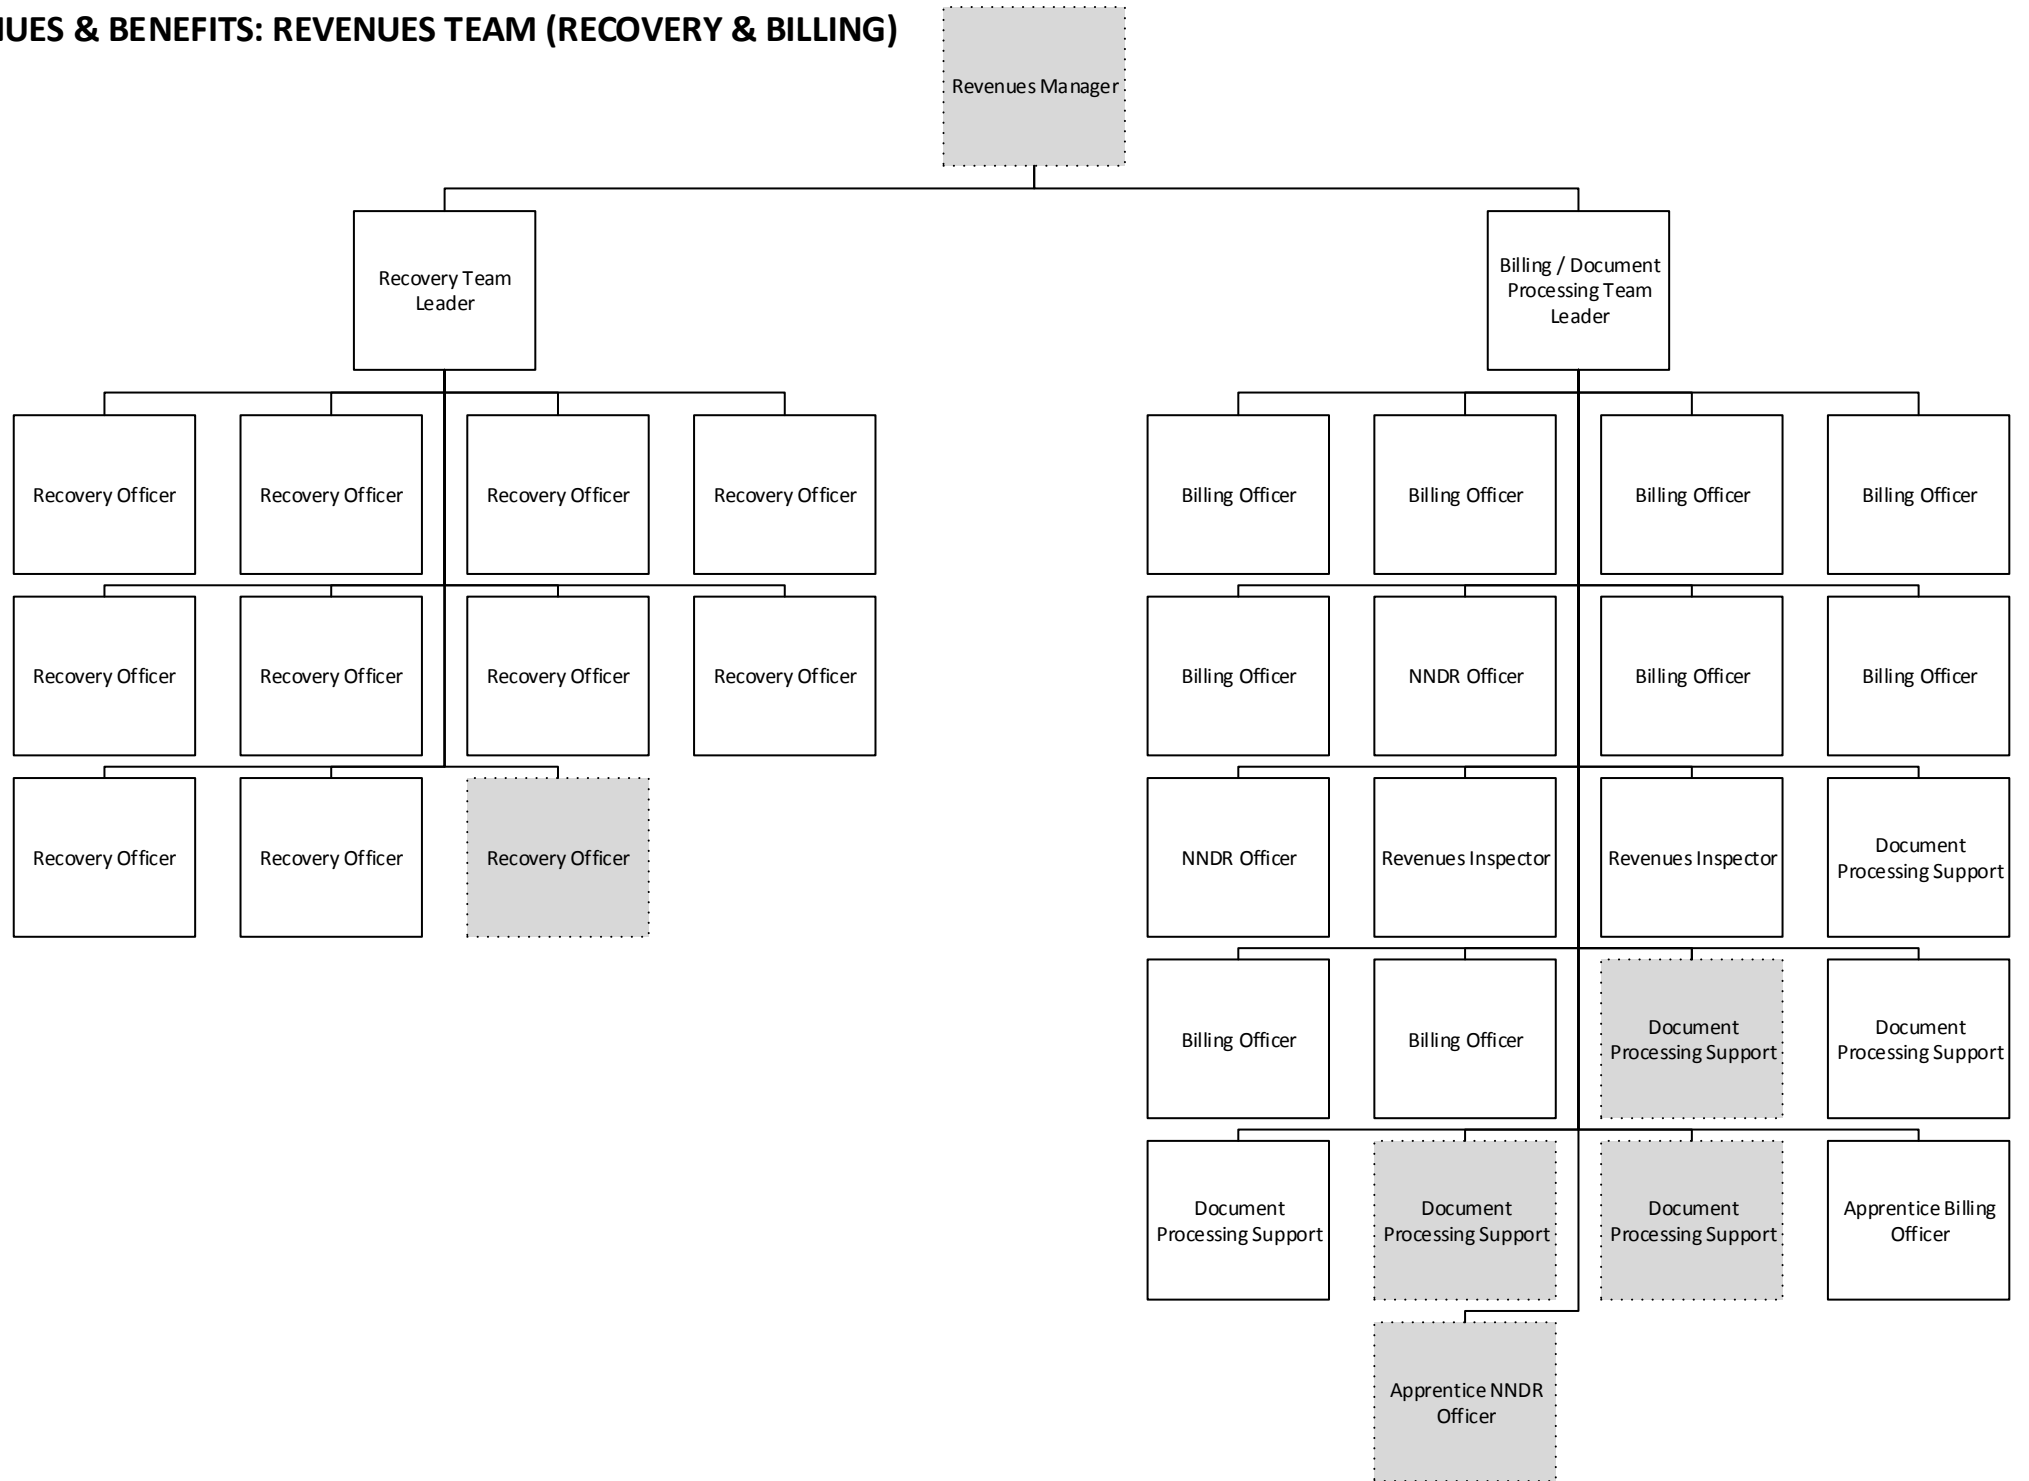 UES & BENEFITS: REVENUES TEAM (RECOVERY & BILLING)
Revenues Manager
Recovery Team
Leader
Billing / Document
Processing Team
Leader
Recovery Officer
Recovery Officer
Recovery Officer
Recovery Officer
Billing Officer
Billing Officer
Billing Officer
Billing Officer
Recovery Officer
Recovery Officer
Recovery Officer
Recovery Officer
Billing Officer
NNDR Officer
Billing Officer
Billing Officer
Recovery Officer
Recovery Officer
Recovery Officer
NNDR Officer
Revenues Inspector
Revenues Inspector
Document
Processing Support
Billing Officer
Billing Officer
Document
Processing Support
Document
Processing Support
Document
Processing Support
Document
Processing Support
Document
Processing Support
Apprentice Billing
Officer
Apprentice NNDR
Officer